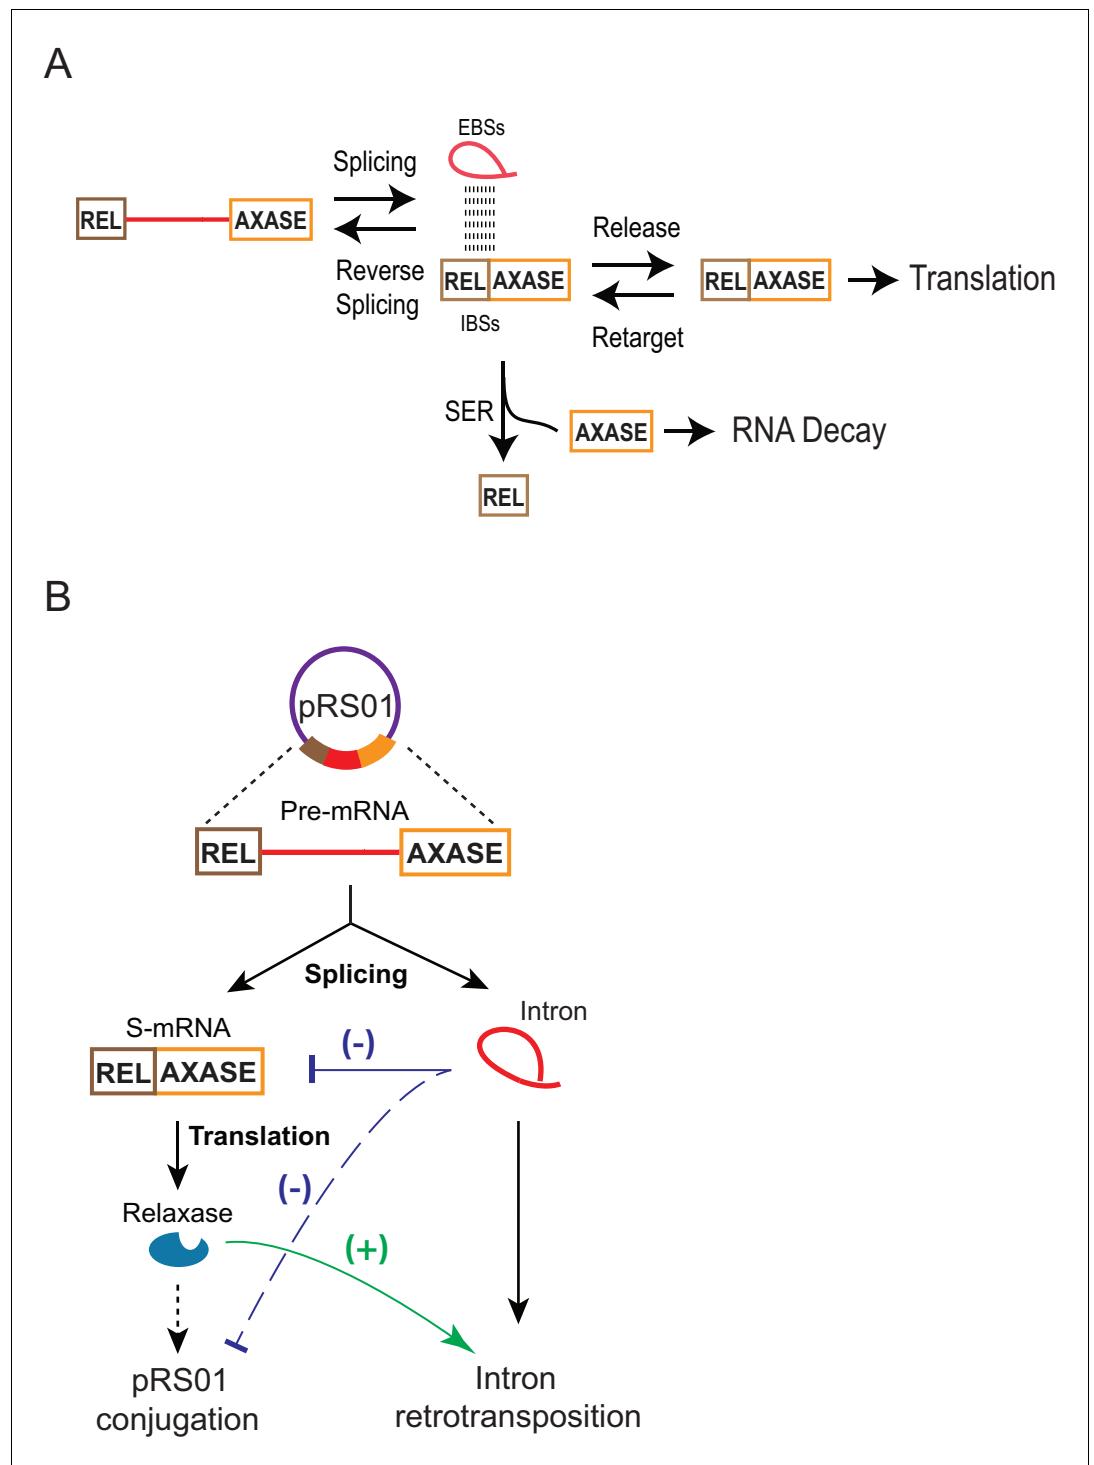 A
EBSs
Splicing
REL
AXASE
Reverse
Splicing
REL AXASE
IBSs
Release
Retarget
REL AXASE
Translation
SER
AXASE
RNA Decay
REL
B
pRS01
Pre-mRNA
REL
AXASE
Splicing
Intron
S-mRNA
(-)
REL AXASE
Translation
(-)
Relaxase
(+)
pRS01
conjugation
Intron
retrotransposition